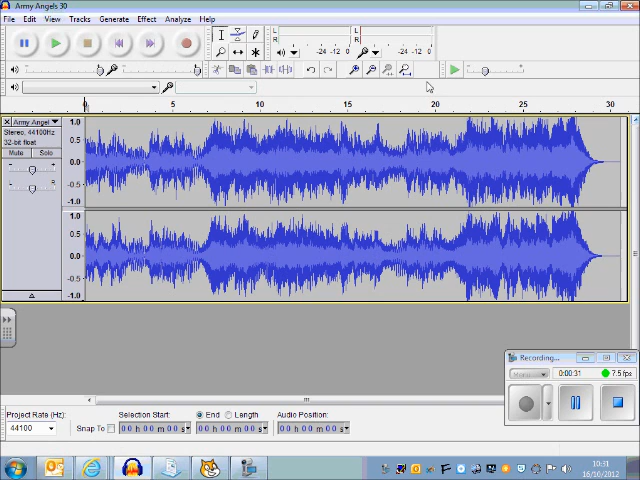 Army Angels 30
File Edit View Tracks Generate Effect Analyze Help
L
R
-24 -12 0
L
R
-24 -12 0
0 5 10 15 20 25 30
Army Angel
Stereo, 44100Hz
32-bit float
Mute Solo
- +
L R
1.0
0.5
0.0
-0.5
-1.0
1.0
0.5
0.0
-0.5
-1.0
Recording...
0:00:31 7.5 fps
Project Rate (Hz):
44100
Snap To
Selection Start:
00 h 00 m 00 s
End Length
00 h 00 m 00 s
Audio Position:
00 h 00 m 00 s
10:31
16/10/2012